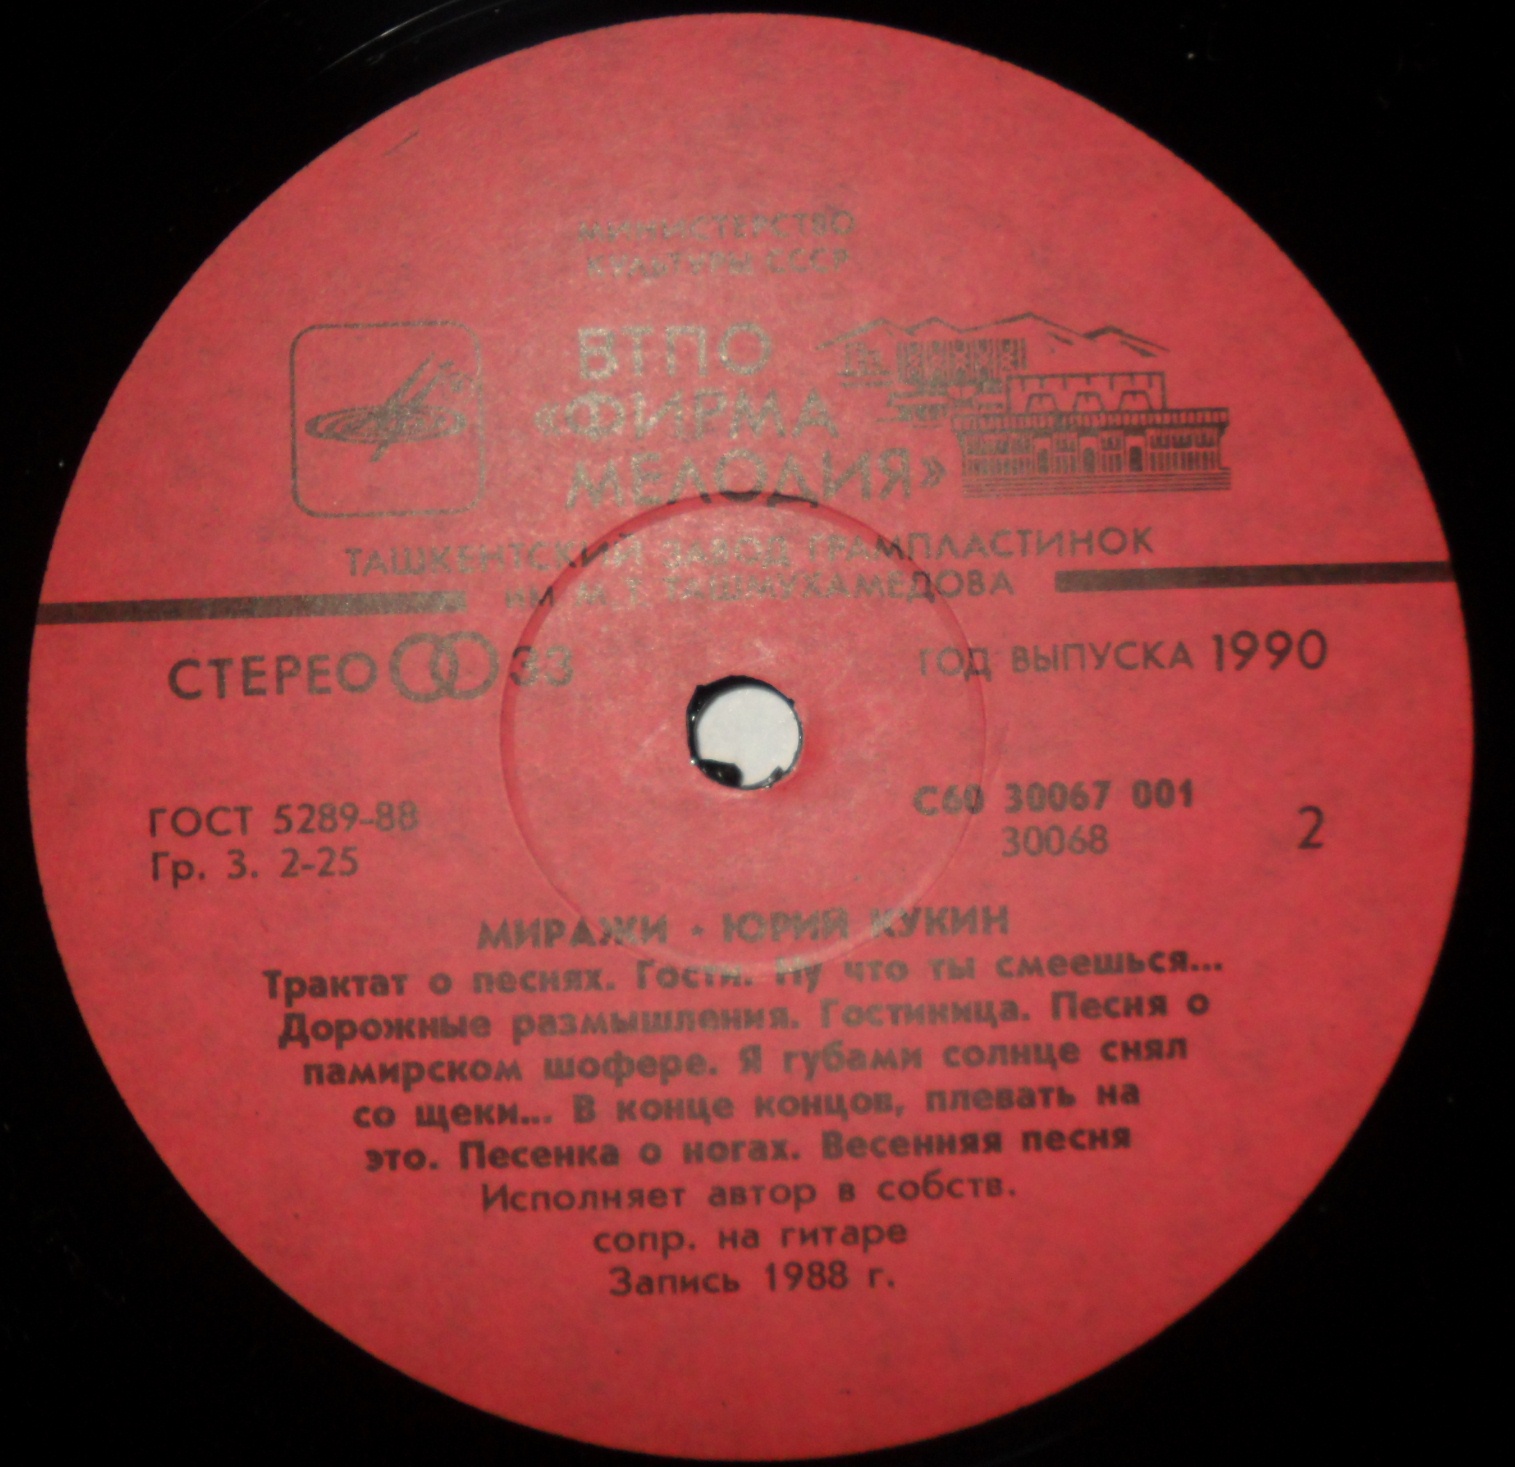 МИНИСТЕРСТВО
КУЛЬТУРЫ СССР
ВТПО
«ФИРМА
МЕЛОДИЯ»
ТАШКЕНТСКИЙ ЗАВОД ГРАМПЛАСТИНОК
ИМ М.Т. ТАШМУХАМЕДОВА
СТЕРЕО 33
ГОД ВЫПУСКА 1990
ГОСТ 5289-88
Гр. 3. 2-25
С60 30067 001
30068
2
МИРАЖИ • ЮРИЙ КУКИН
Трактат о песнях. Гости. Ну что ты смеешься...
Дорожные размышления. Гостиница. Песня о
памирском шофере. Я губами солнце снял
со щеки... В конце концов, плевать на
это. Песенка о ногах. Весенняя песня
Исполняет автор в собств.
сопр. на гитаре
Запись 1988 г.